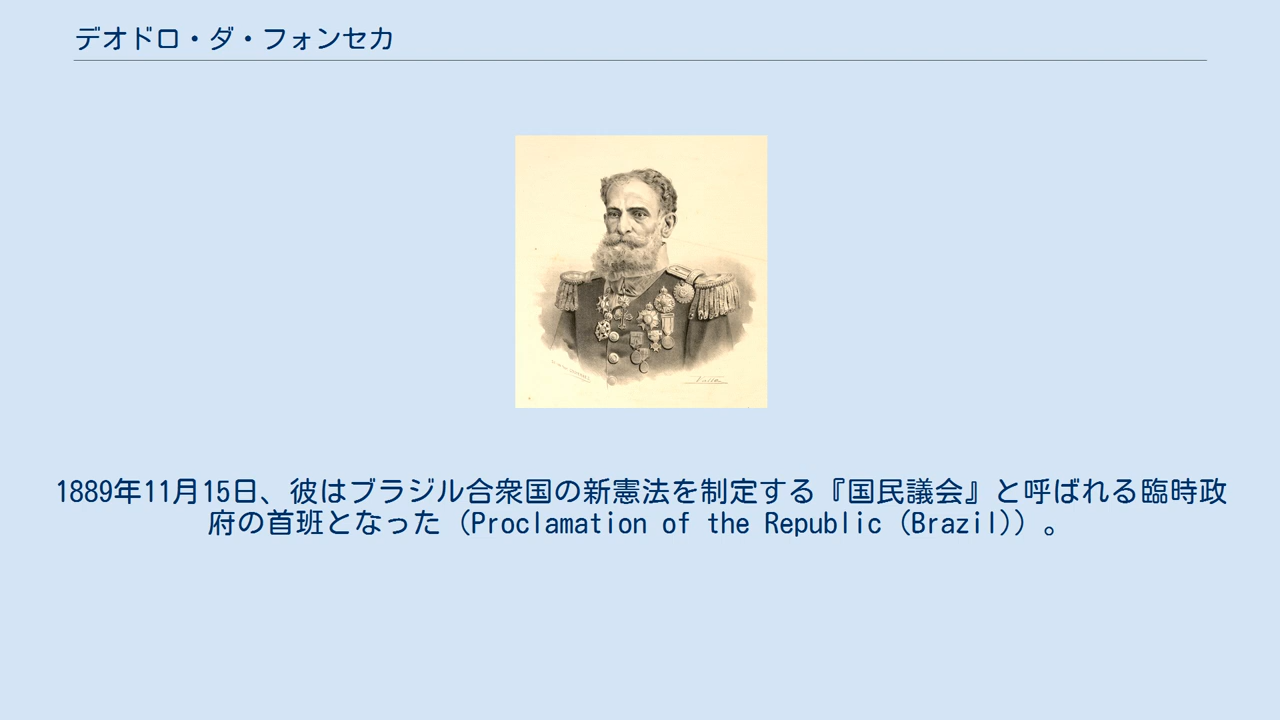 デオドロ・ダ・フォンセカ
1889年11月15日、彼はブラジル合衆国の新憲法を制定する『国民議会』と呼ばれる臨時政
府の首班となった（Proclamation of the Republic (Brazil)）。